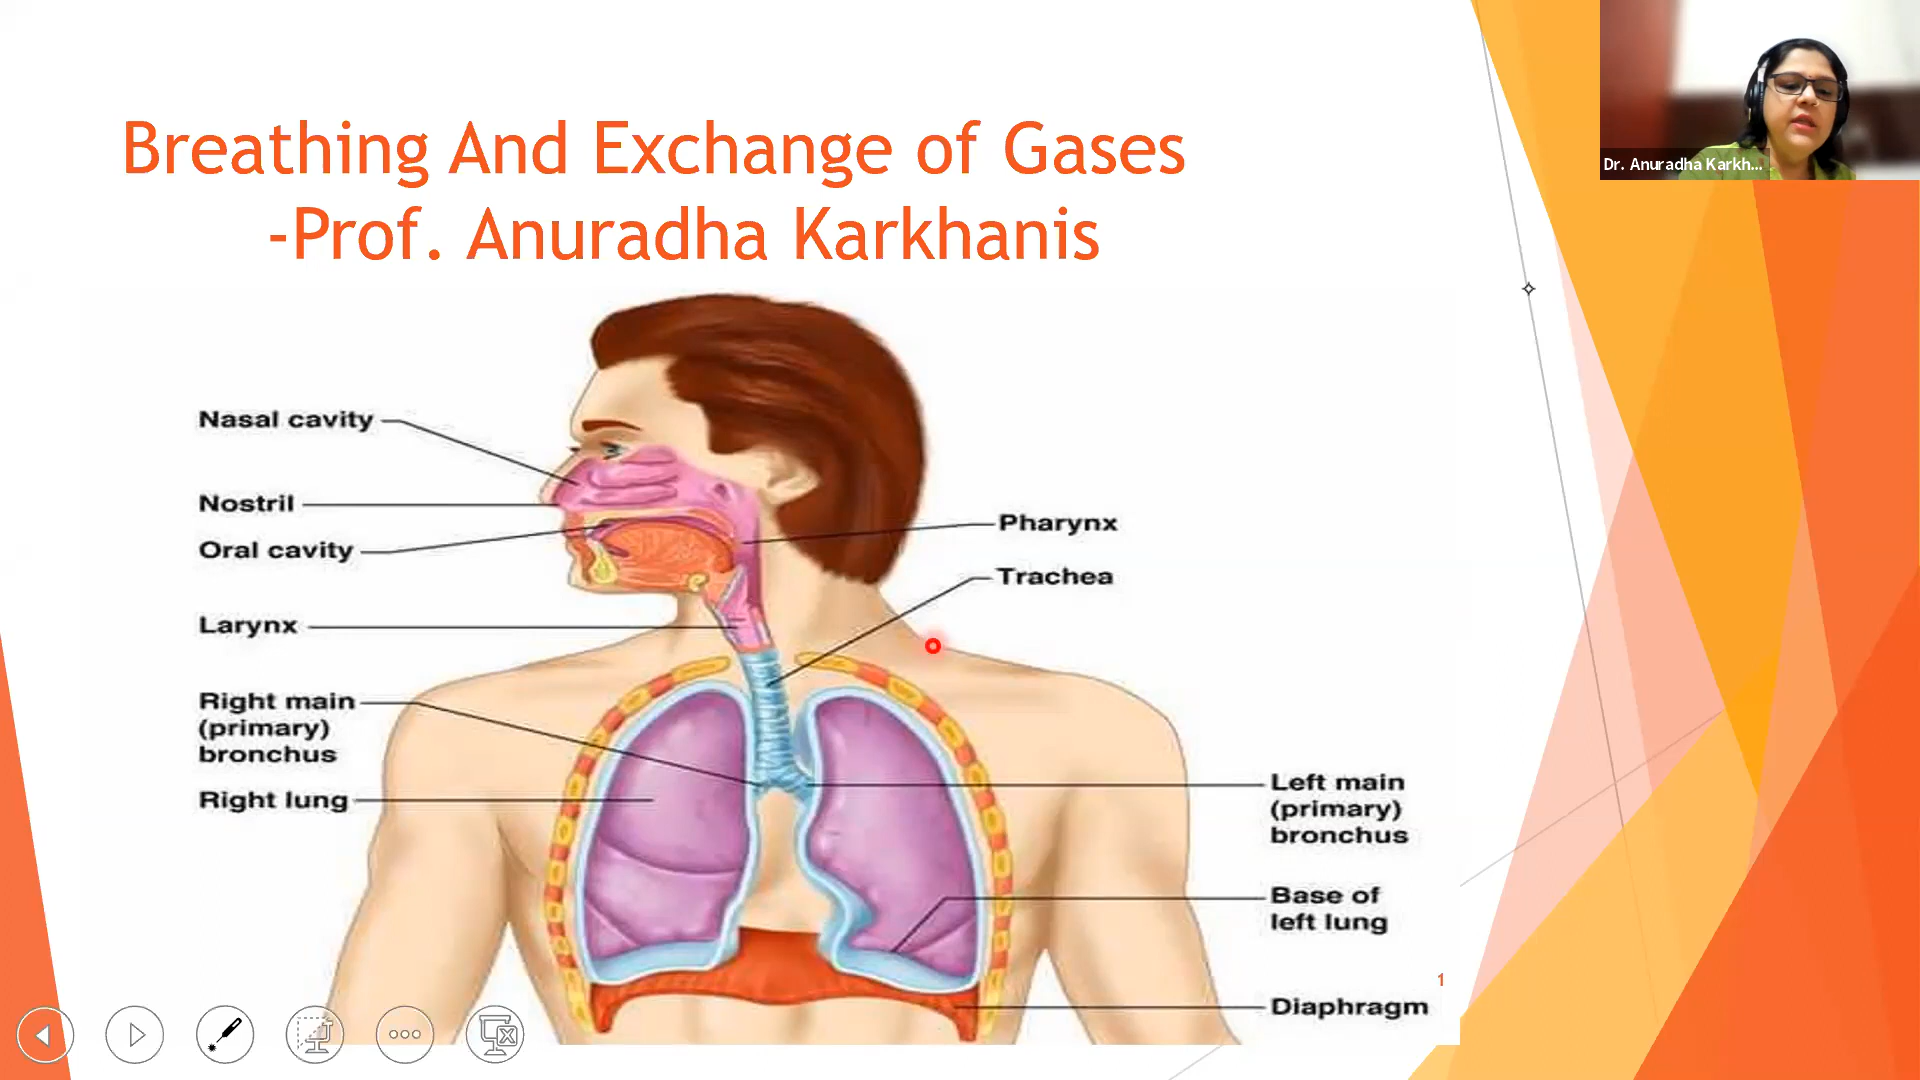 Breathing And Exchange of Gases
-Prof. Anuradha Karkhanis
Dr. Anuradha Karkh...
Nasal cavity
Nostril
Oral cavity
Larynx
Right main
(primary)
bronchus
Right lung
Pharynx
Trachea
Left main
(primary)
bronchus
Base of
left lung
Diaphragm
1